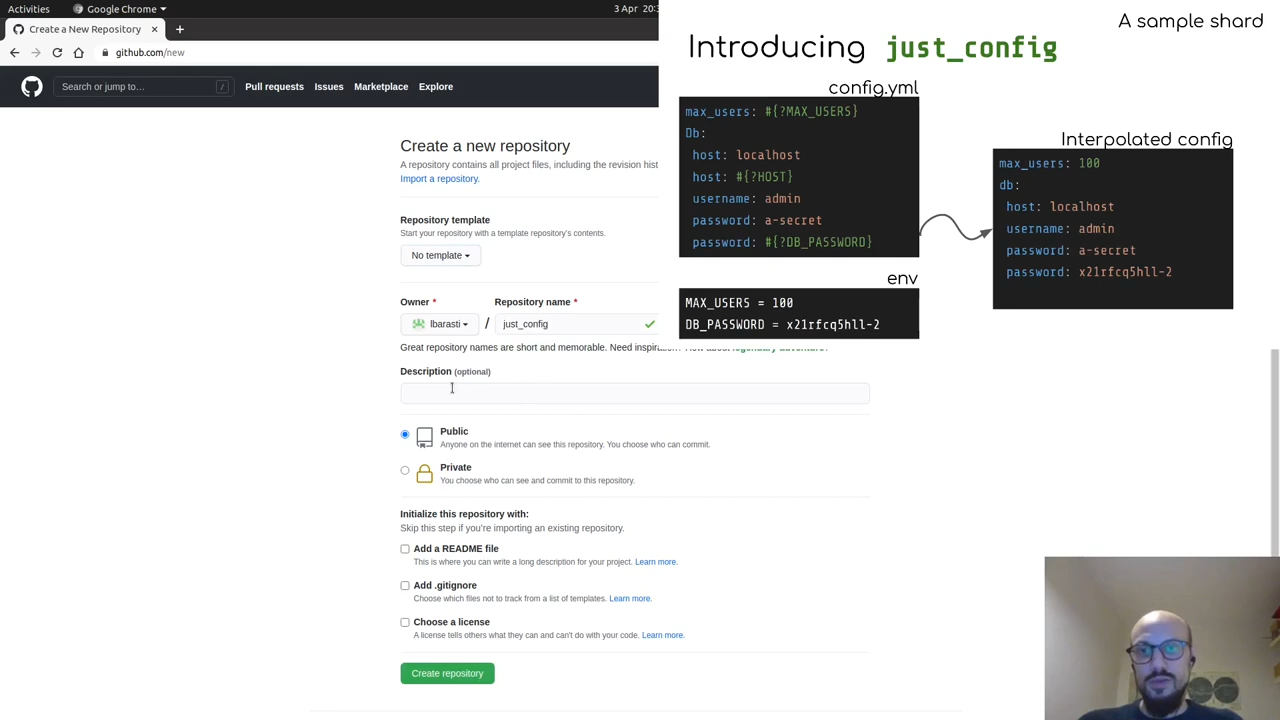 Activities
Google Chrome
3 Apr 20:3
Create a New Repository
github.com/new
Search or jump to…
/
Pull requests
Issues
Marketplace
Explore
Create a new repository
A repository contains all project files, including the revision hist
Import a repository.
Repository template
Start your repository with a template repository's contents.
No template
Owner *
Repository name *
lbarasti
/
just_config
Great repository names are short and memorable. Need inspiration? How about legendary-adventure?
Description (optional)
Public
Anyone on the internet can see this repository. You choose who can commit.
Private
You choose who can see and commit to this repository.
Initialize this repository with:
Skip this step if you're importing an existing repository.
Add a README file
This is where you can write a long description for your project. Learn more.
Add .gitignore
Choose which files not to track from a list of templates. Learn more.
Choose a license
A license tells others what they can and can't do with your code. Learn more.
Create repository
A sample shard
Introducing just_config
config.yml
max_users: #{?MAX_USERS}
Db:
host: localhost
host: #{?HOST}
username: admin
password: a-secret
password: #{?DB_PASSWORD}
env
MAX_USERS = 100
DB_PASSWORD = x21rfcq5hll-2
Interpolated config
max_users: 100
db:
host: localhost
username: admin
password: a-secret
password: x21rfcq5hll-2